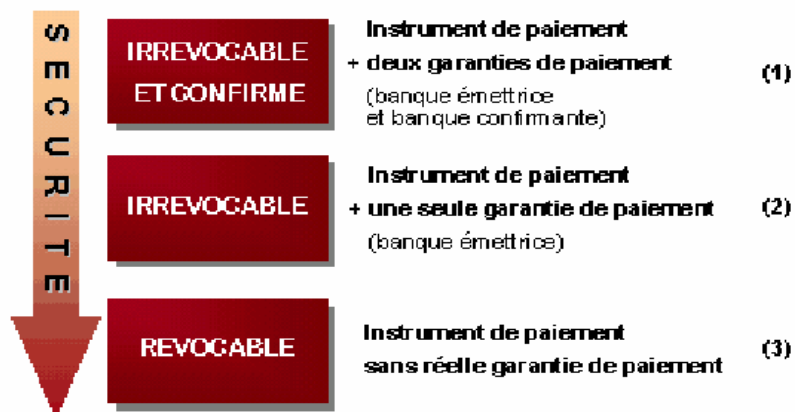 SECURITE
IRREVOCABLE
ET CONFIRME
Instrument de paiement
+ deux garanties de paiement
(banque émettrice
et banque confirmante)
(1)
IRREVOCABLE
Instrument de paiement
+ une seule garantie de paiement
(banque émettrice)
(2)
REVOCABLE
Instrument de paiement
sans réelle garantie de paiement
(3)